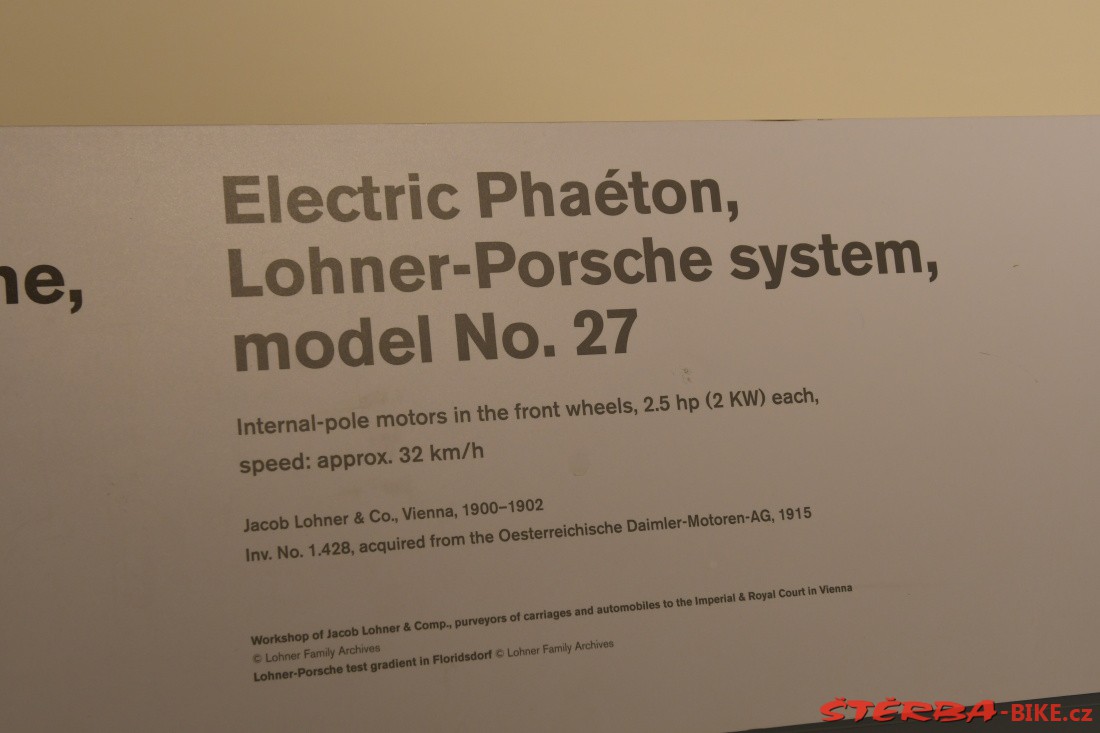 ne,
Electric Phaéton,
Lohner-Porsche system,
model No. 27
Internal-pole motors in the front wheels, 2.5 hp (2 KW) each,
speed: approx. 32 km/h
Jacob Lohner & Co., Vienna, 1900–1902
Inv. No. 1.428, acquired from the Oesterreichische Daimler-Motoren-AG, 1915
Workshop of Jacob Lohner & Comp., purveyors of carriages and automobiles to the Imperial & Royal Court in Vienna
© Lohner Family Archives
Lohner-Porsche test gradient in Floridsdorf © Lohner Family Archives
ŠTĚRBA-BIKE.cz